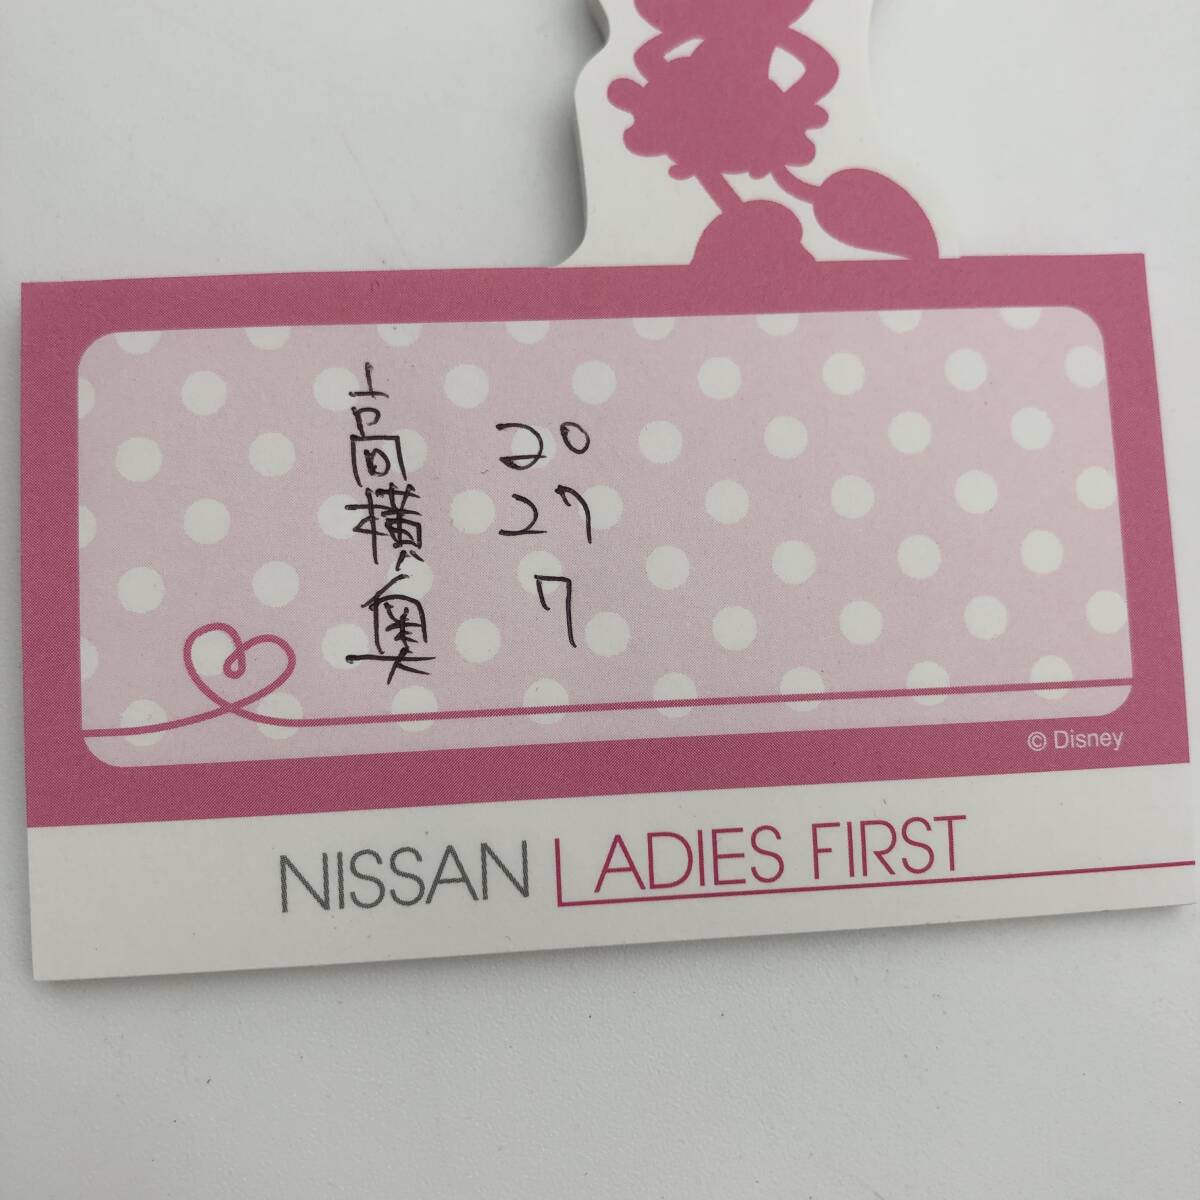 高 20
横 27
奥 7
© Disney
NISSAN LADIES FIRST